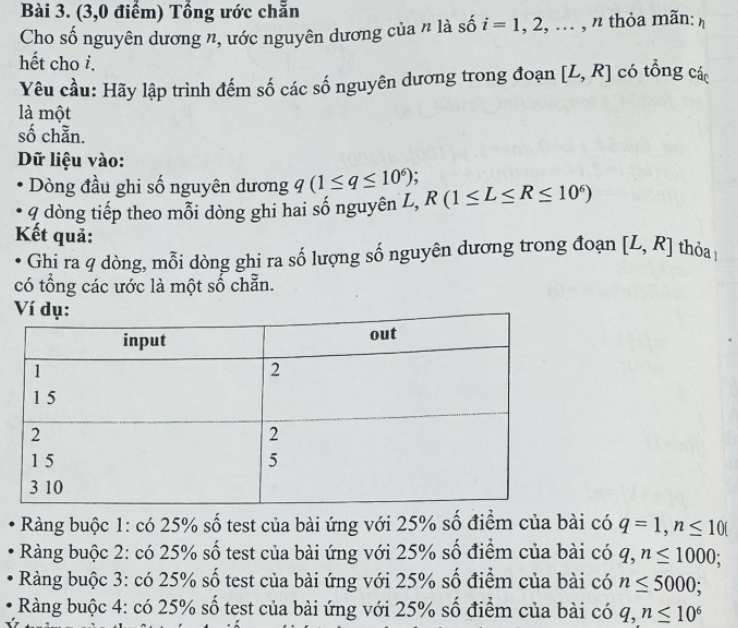 Bài 3. (3,0 điểm) Tổng ước chẵn
Cho số nguyên dương n, ước nguyên dương của n là số i = 1, 2, … , n thỏa mãn: n
hết cho i.
Yêu cầu: Hãy lập trình đếm số các số nguyên dương trong đoạn [L, R] có tổng các
là một
số chẵn.
Dữ liệu vào:
• Dòng đầu ghi số nguyên dương q (1 ≤ q ≤ 10⁶);
• q dòng tiếp theo mỗi dòng ghi hai số nguyên L, R (1 ≤ L ≤ R ≤ 10⁶)
Kết quả:
• Ghi ra q dòng, mỗi dòng ghi ra số lượng số nguyên dương trong đoạn [L, R] thỏa
có tổng các ước là một số chẵn.
Ví dụ:
input out
1 2
1 5
2 2
1 5 5
3 10
• Ràng buộc 1: có 25% số test của bài ứng với 25% số điểm của bài có q = 1, n ≤ 10
• Ràng buộc 2: có 25% số test của bài ứng với 25% số điểm của bài có q, n ≤ 1000;
• Ràng buộc 3: có 25% số test của bài ứng với 25% số điểm của bài có n ≤ 5000;
• Ràng buộc 4: có 25% số test của bài ứng với 25% số điểm của bài có q, n ≤ 10⁶